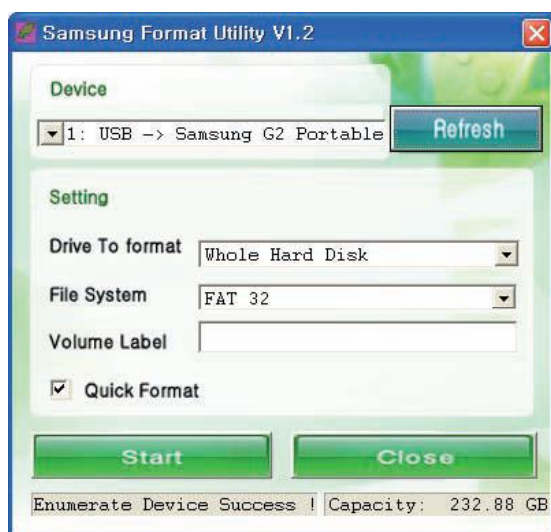 Samsung Format Utility V1.2
Device
1: USB -> Samsung G2 Portable
Refresh
Setting
Drive To format
Whole Hard Disk
File System
FAT 32
Volume Label
Quick Format
Start
Close
Enumerate Device Success !
Capacity: 232.88 GB